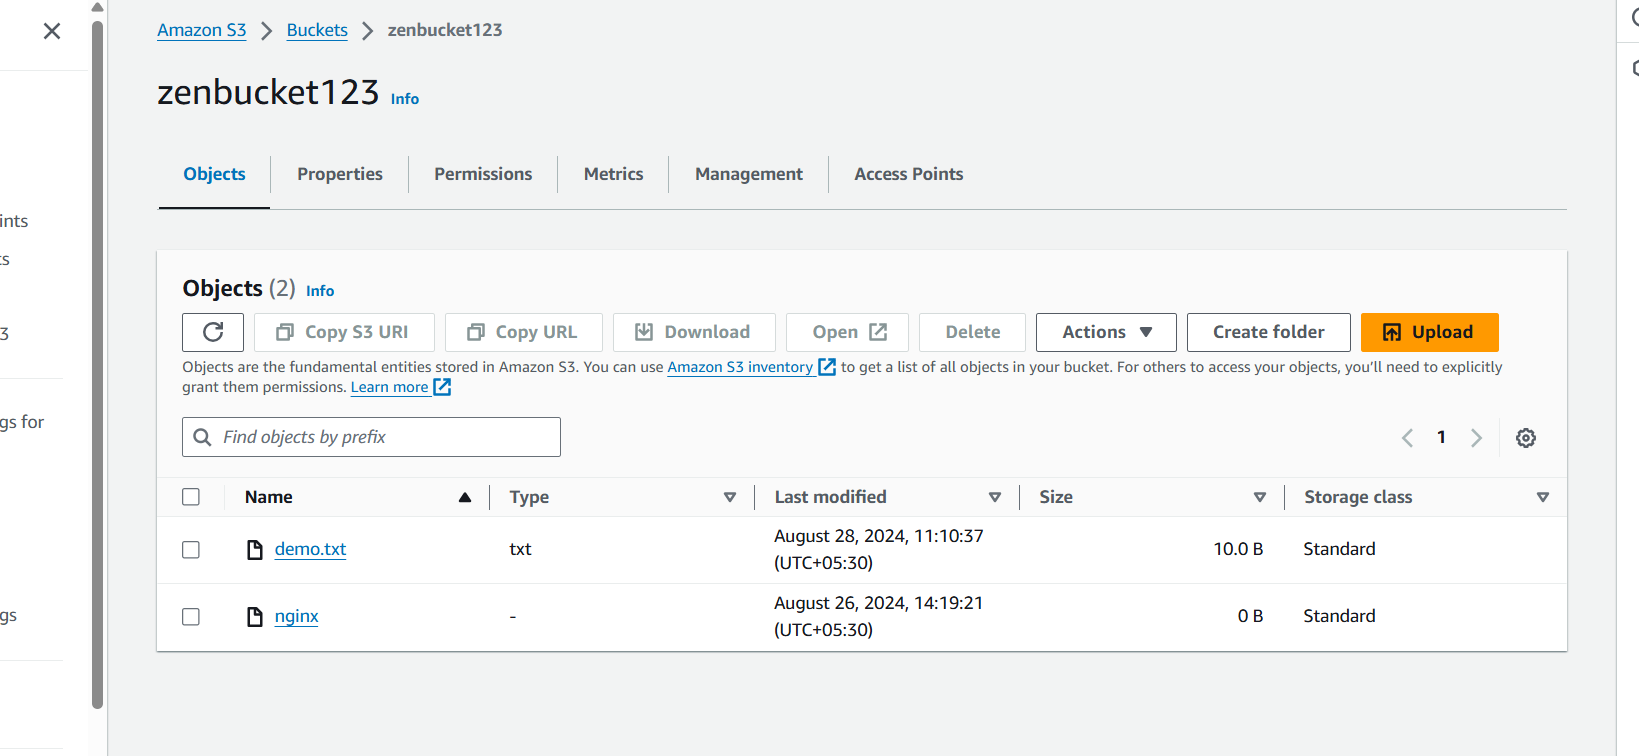 Amazon S3 > Buckets > zenbucket123
zenbucket123 Info
Objects Properties Permissions Metrics Management Access Points
ints
3
gs for
gs
Objects (2) Info
Copy S3 URI Copy URL Download Open Delete Actions Create folder Upload
Objects are the fundamental entities stored in Amazon S3. You can use Amazon S3 inventory to get a list of all objects in your bucket. For others to access your objects, you'll need to explicitly
grant them permissions. Learn more
Find objects by prefix
1
Name Type Last modified Size Storage class
demo.txt txt August 28, 2024, 11:10:37 (UTC+05:30) 10.0 B Standard
nginx - August 26, 2024, 14:19:21 (UTC+05:30) 0 B Standard